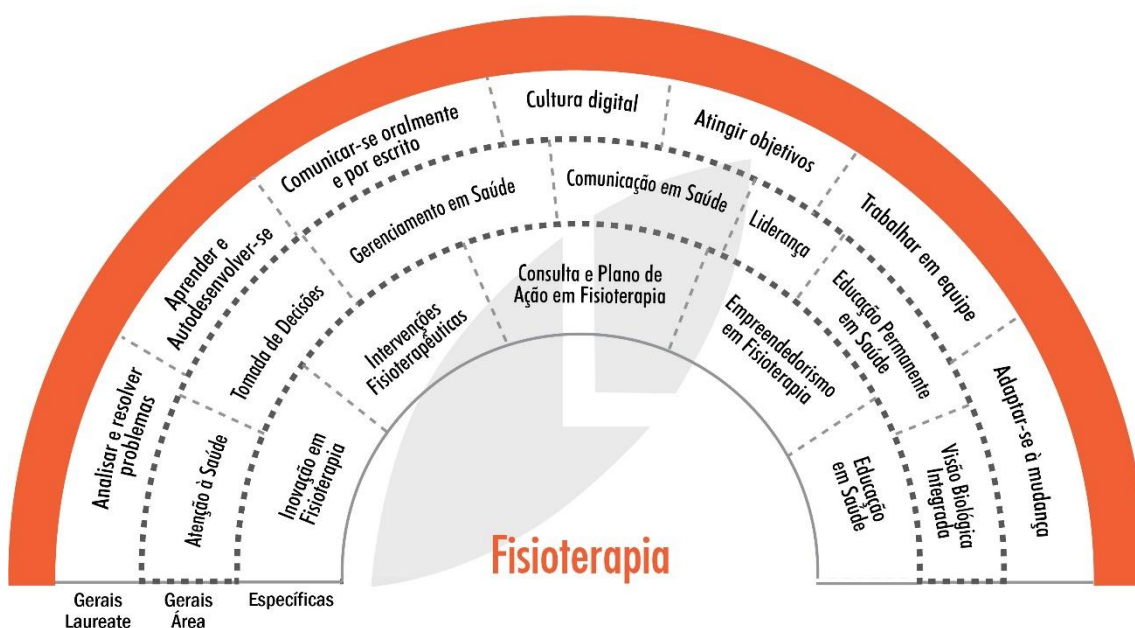 Analisar e resolver
problemas
Aprender e
Autodesenvolver-se
Comunicar-se oralmente
e por escrito
Cultura digital
Atingir objetivos
Trabalhar em equipe
Adaptar-se à mudança
Atenção à Saúde
Tomada de Decisões
Gerenciamento em Saúde
Comunicação em Saúde
Liderança
Educação Permanente
em Saúde
Visão Biológica
Integrada
Inovação em
Fisioterapia
Intervenções
Fisioterapêuticas
Consulta e Plano de
Ação em Fisioterapia
Empreendedorismo
em Fisioterapia
Educação
em Saúde
Fisioterapia
Gerais
Laureate
Gerais
Área
Específicas